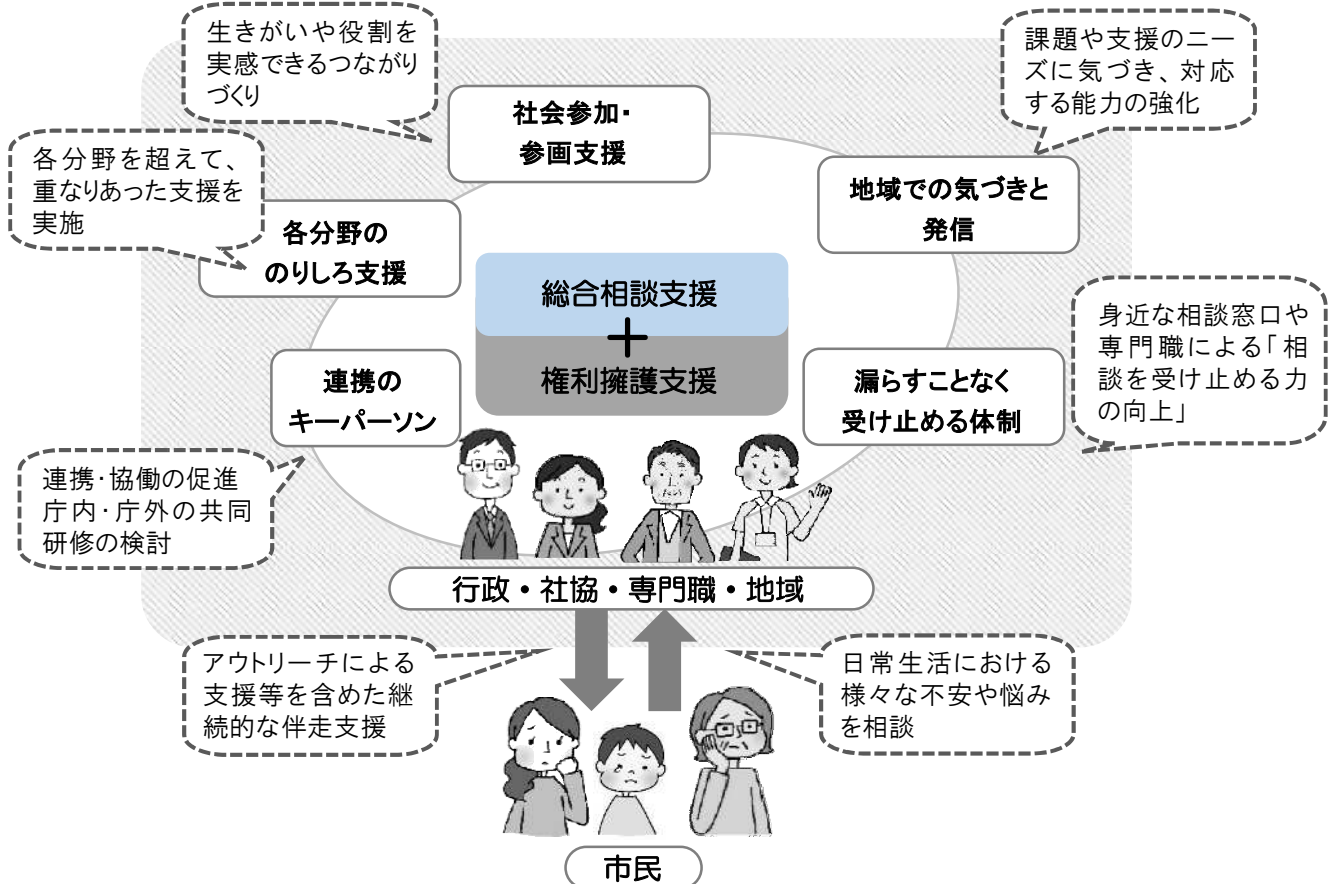 生きがいや役割を
実感できるつながり
づくり
課題や支援のニー
ズに気づき、対応
する能力の強化
社会参加・
参画支援
各分野を超えて、
重なりあった支援を
実施
地域での気づきと
発信
各分野の
のりしろ支援
総合相談支援
＋
権利擁護支援
身近な相談窓口や
専門職による「相
談を受け止める力
の向上」
連携の
キーパーソン
漏らすことなく
受け止める体制
連携・協働の促進
庁内・庁外の共同
研修の検討
行政・社協・専門職・地域
アウトリーチによる
支援等を含めた継
続的な伴走支援
日常生活における
様々な不安や悩み
を相談
市民